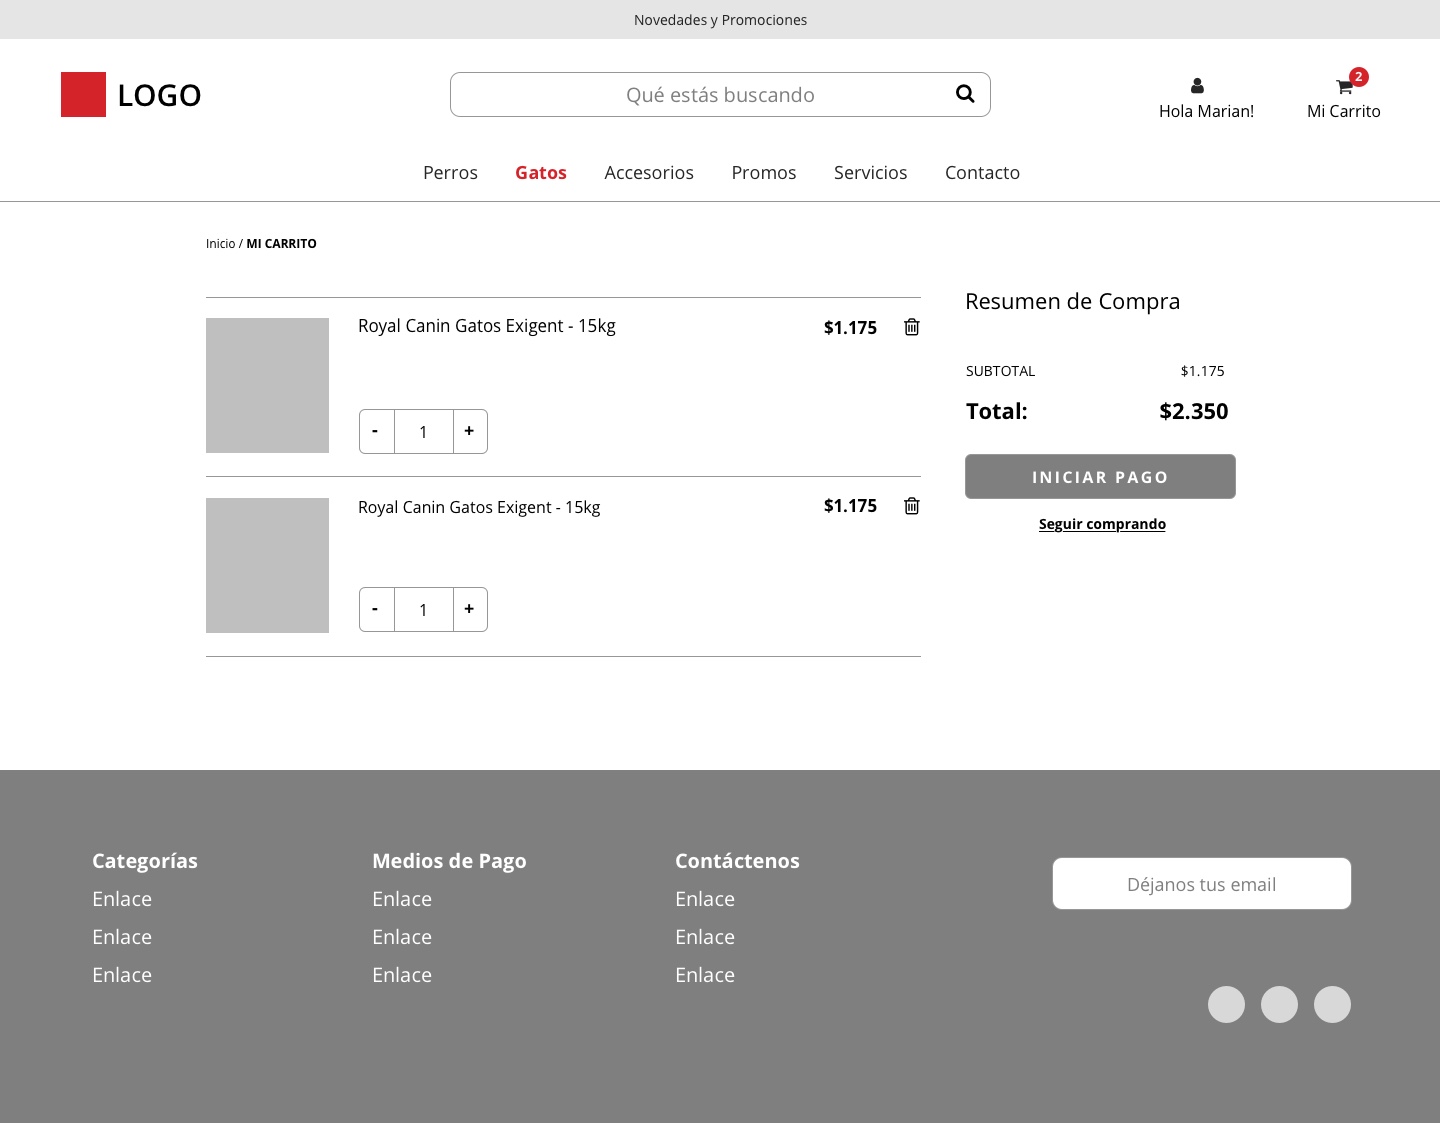 Novedades y Promociones
LOGO
Qué estás buscando
2
Hola Marian!
Mi Carrito
Perros Gatos Accesorios Promos Servicios Contacto
Inicio / MI CARRITO
Royal Canin Gatos Exigent - 15kg
$1.175
- 1 +
Royal Canin Gatos Exigent - 15kg
$1.175
- 1 +
Resumen de Compra
SUBTOTAL $1.175
Total: $2.350
INICIAR PAGO
Seguir comprando
Categorías
Enlace
Enlace
Enlace
Medios de Pago
Enlace
Enlace
Enlace
Contáctenos
Enlace
Enlace
Enlace
Déjanos tus email